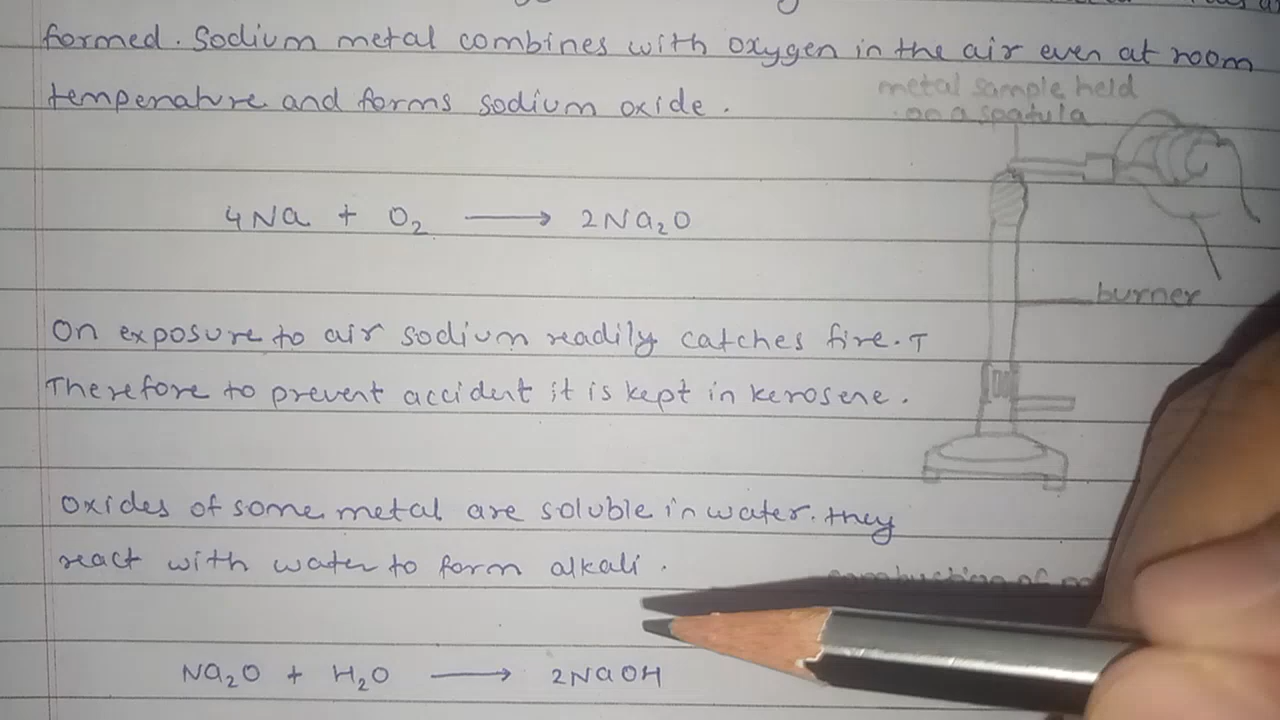 formed. Sodium metal combines with oxygen in the air even at room
temperature and forms sodium oxide.
metal sample held
on a spatula
4Na + O₂ ⟶ 2Na₂O
burner
On exposure to air sodium readily catches fire. T
Therefore to prevent accident it is kept in kerosene.
Oxides of some metal are soluble in water. they
react with water to form alkali.
combustion of
Na₂O + H₂O ⟶ 2NaOH